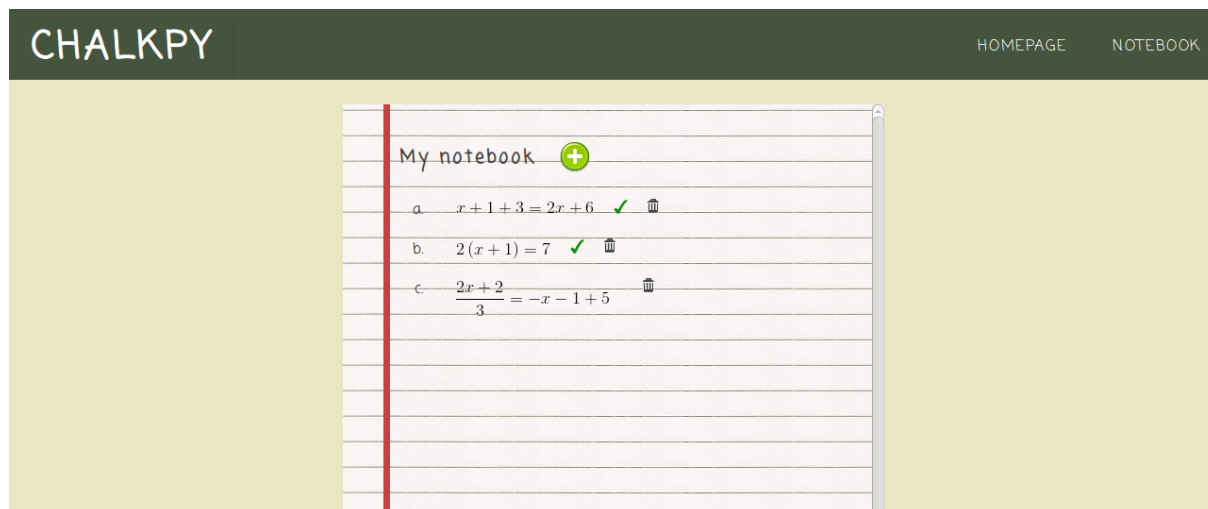 CHALKPY
HOMEPAGE NOTEBOOK
My notebook
a. x + 1 + 3 = 2x + 6
b. 2 (x + 1) = 7
c. (2x + 2)/3 = −x − 1 + 5